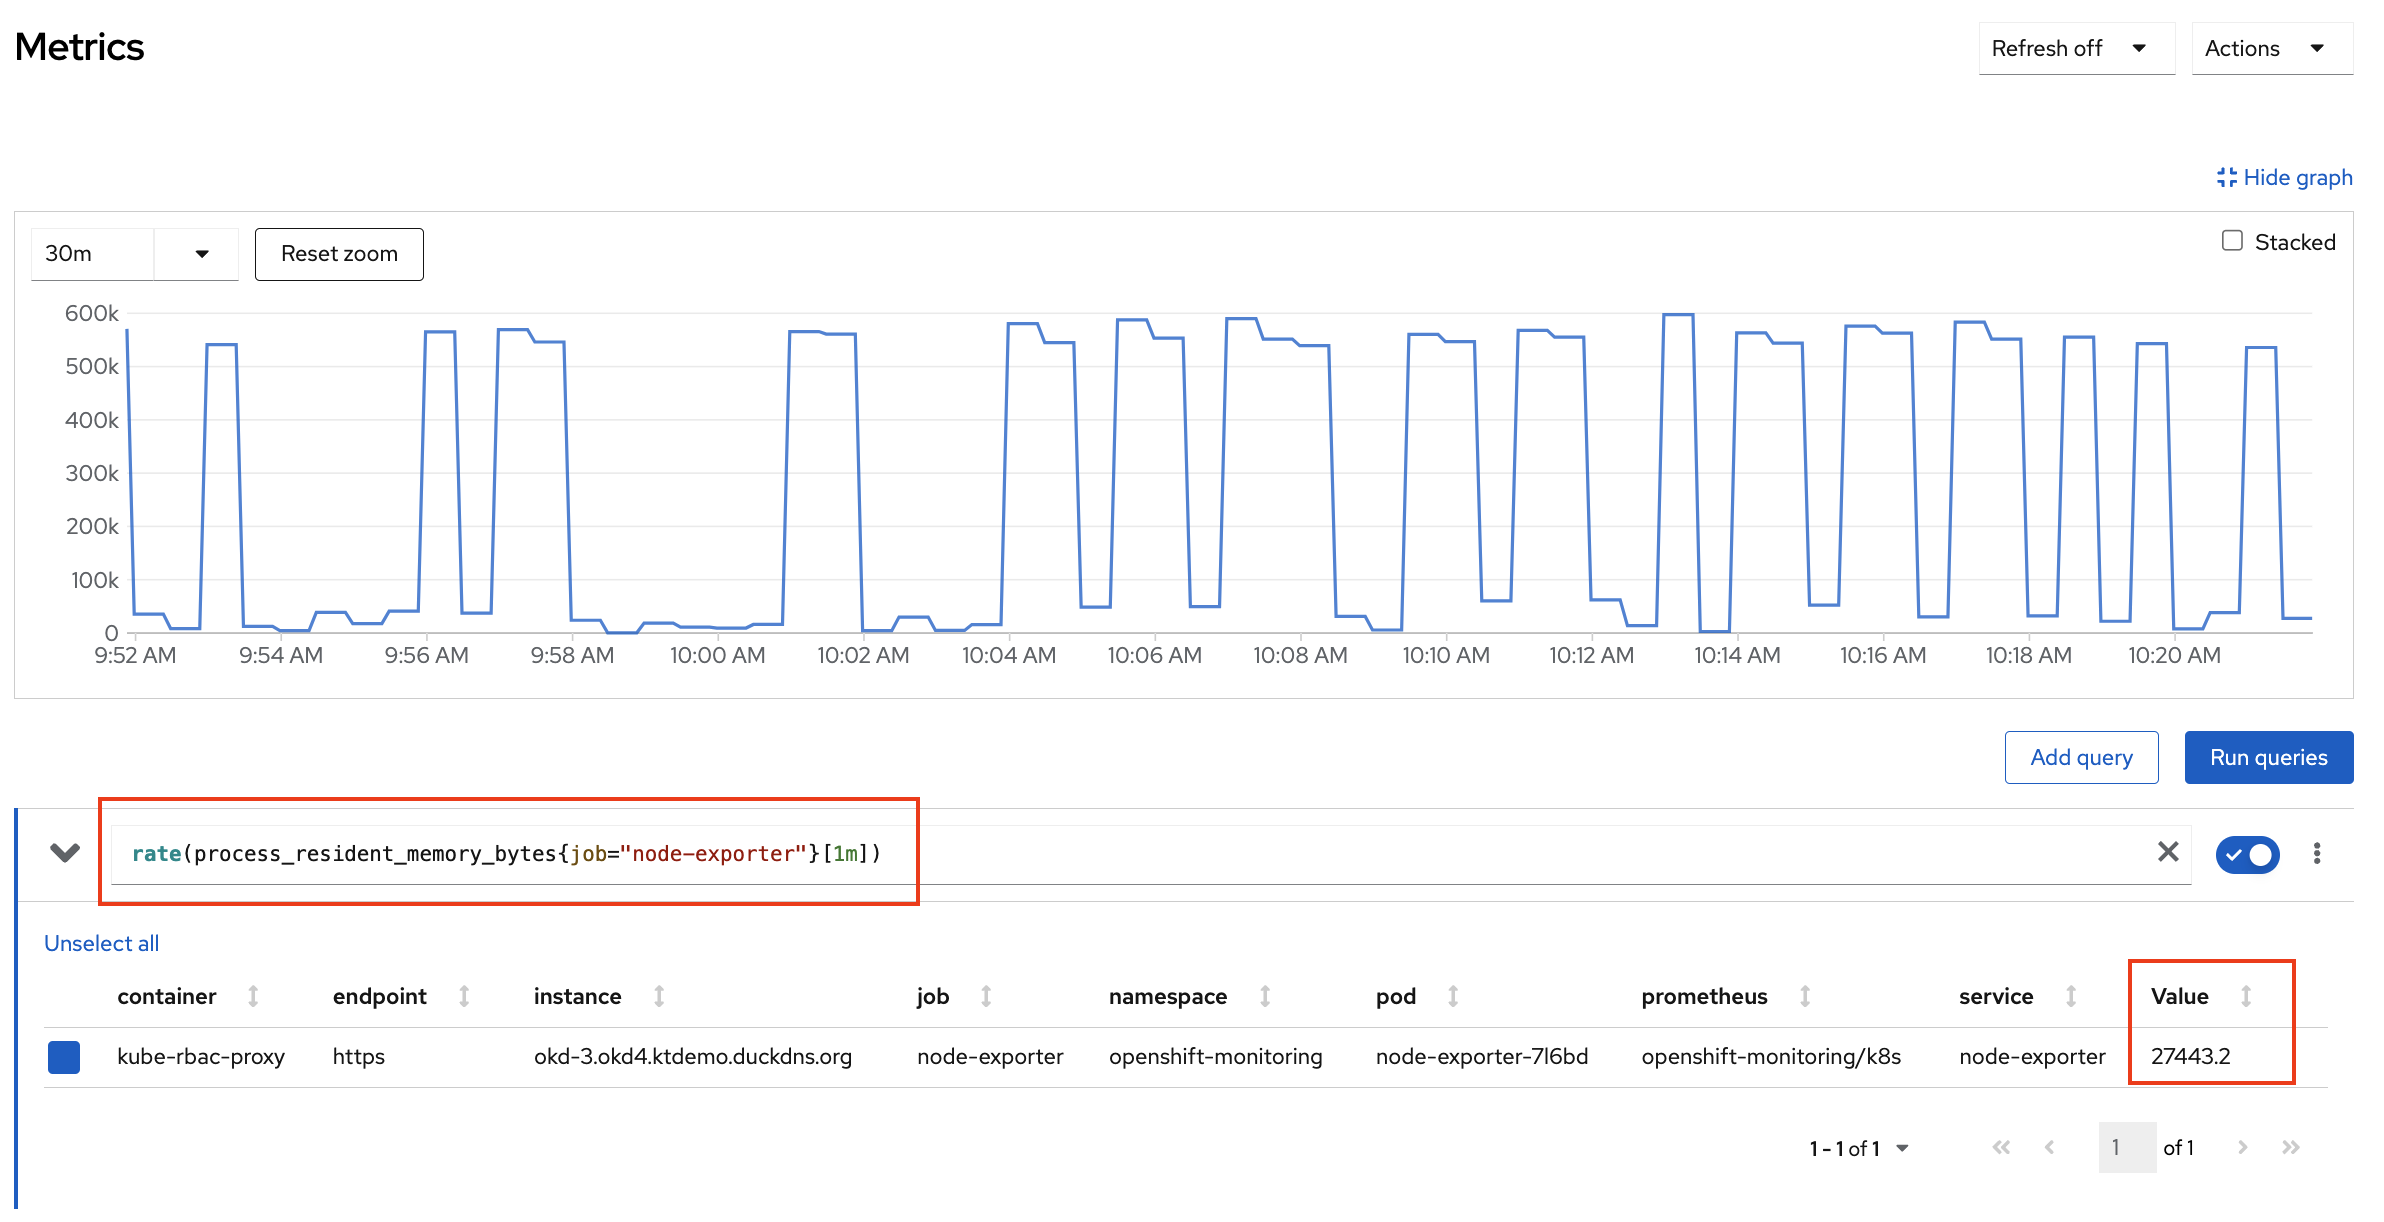 Metrics
Refresh off
Actions
Hide graph
30m
Reset zoom
Stacked
600k
500k
400k
300k
200k
100k
0
9:52 AM 9:54 AM 9:56 AM 9:58 AM 10:00 AM 10:02 AM 10:04 AM 10:06 AM 10:08 AM 10:10 AM 10:12 AM 10:14 AM 10:16 AM 10:18 AM 10:20 AM
Add query
Run queries
rate(process_resident_memory_bytes{job="node-exporter"}[1m])
Unselect all
container endpoint instance job namespace pod prometheus service Value
kube-rbac-proxy https okd-3.okd4.ktdemo.duckdns.org node-exporter openshift-monitoring node-exporter-7l6bd openshift-monitoring/k8s node-exporter 27443.2
1 - 1 of 1
1 of 1